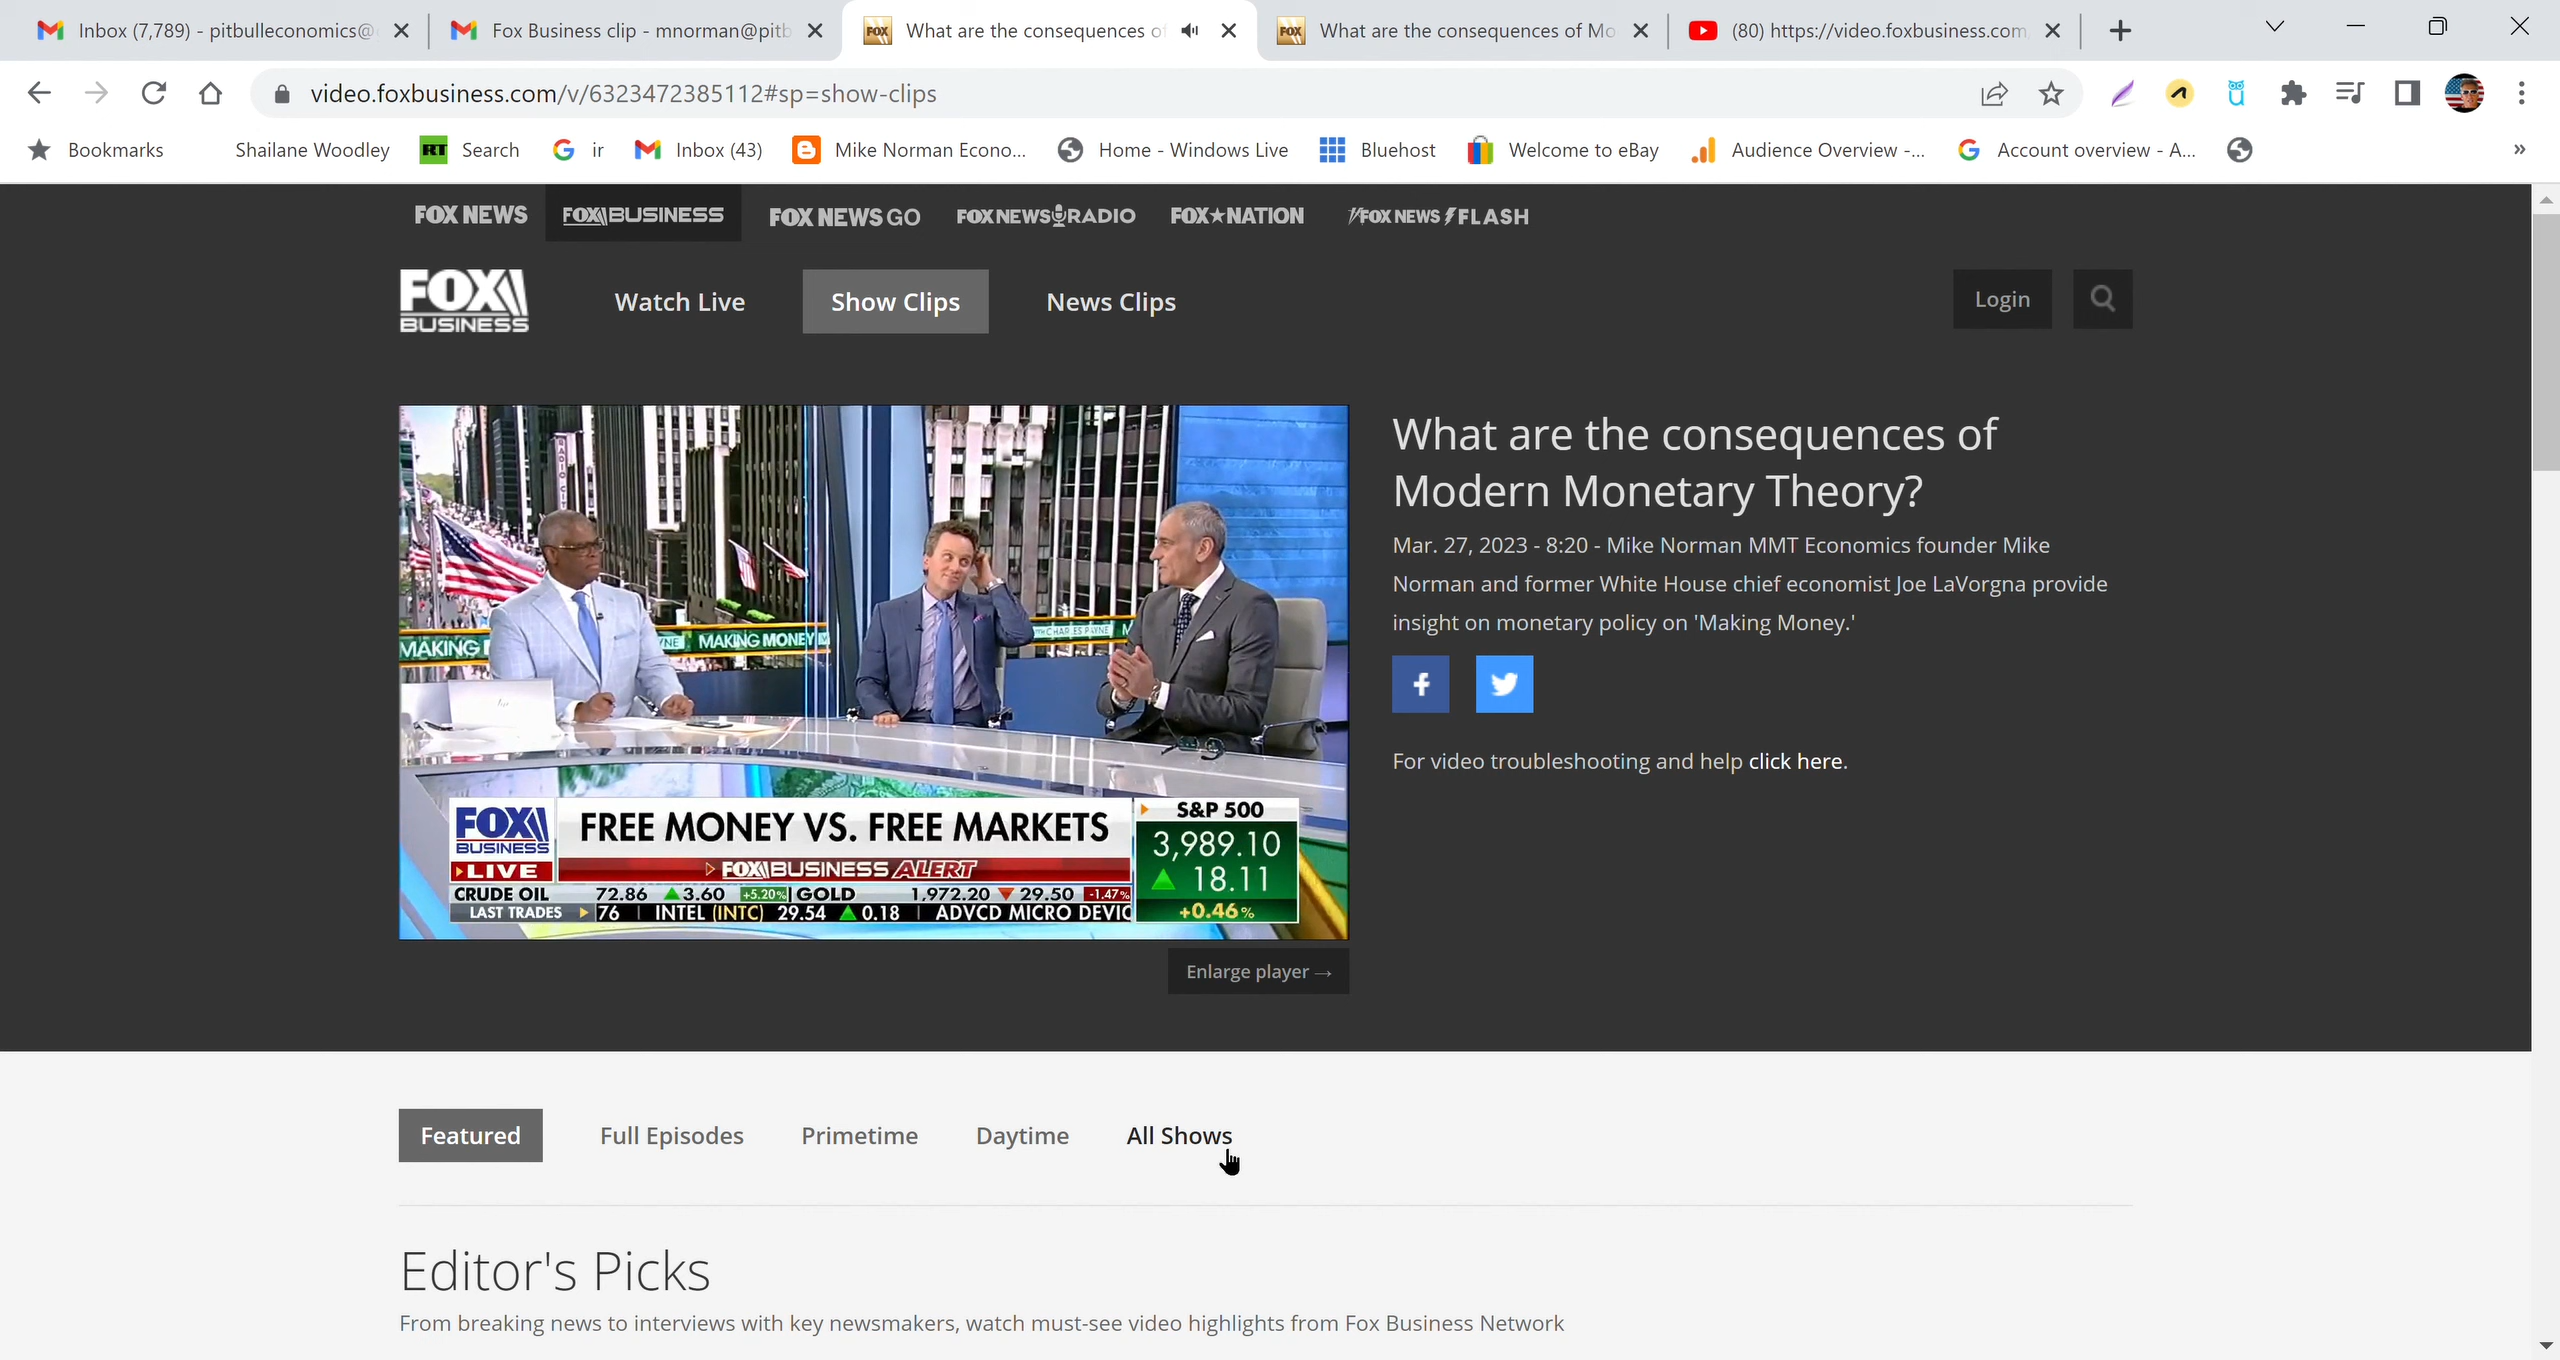 Inbox (7,789) - pitbulleconomics@
Fox Business clip - mnorman@pitb
What are the consequences of
What are the consequences of Mo
(80) https://video.foxbusiness.com
video.foxbusiness.com/v/6323472385112#sp=show-clips
Bookmarks
Shailane Woodley
RT Search
ir
Inbox (43)
Mike Norman Econo...
Home - Windows Live
Bluehost
Welcome to eBay
Audience Overview -...
Account overview - A...
»
FOX NEWS
FOX BUSINESS
FOX NEWS GO
FOX NEWS RADIO
FOX★NATION
FOX NEWS FLASH
FOX
BUSINESS
Watch Live
Show Clips
News Clips
Login
What are the consequences of
Modern Monetary Theory?
Mar. 27, 2023 - 8:20 - Mike Norman MMT Economics founder Mike
Norman and former White House chief economist Joe LaVorgna provide
insight on monetary policy on 'Making Money.'
For video troubleshooting and help click here.
RADIO CITY
MAKING
YNE MAKING MONEY
TH CHARLES PAYNE M
FOX
BUSINESS
LIVE
FREE MONEY VS. FREE MARKETS
FOX BUSINESS ALERT
S&P 500
3,989.10
▲ 18.11
+0.46%
CRUDE OIL 72.86 ▲3.60 +5.20% GOLD 1,972.20 ▼29.50 -1.47%
LAST TRADES 76 | INTEL (INTC) 29.54 ▲0.18 | ADVCD MICRO DEVIC
Enlarge player →
Featured
Full Episodes
Primetime
Daytime
All Shows
Editor's Picks
From breaking news to interviews with key newsmakers, watch must-see video highlights from Fox Business Network